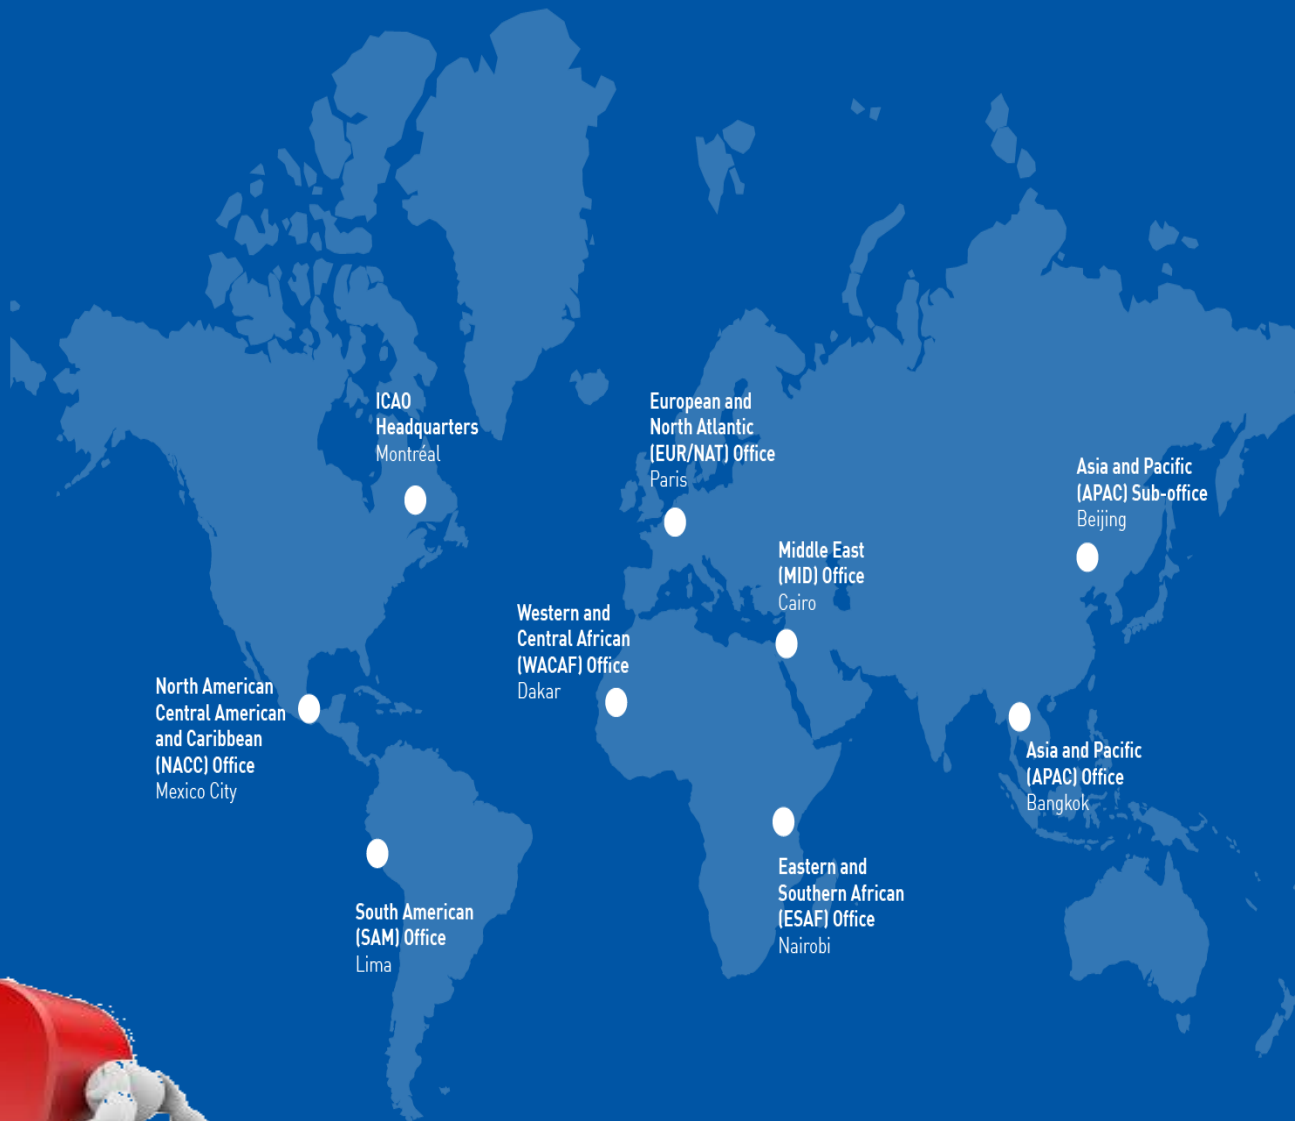 ICAO
Headquarters
Montréal
European and
North Atlantic
(EUR/NAT) Office
Paris
Asia and Pacific
(APAC) Sub-office
Beijing
Middle East
(MID) Office
Cairo
Western and
Central African
(WACAF) Office
Dakar
North American
Central American
and Caribbean
(NACC) Office
Mexico City
Asia and Pacific
(APAC) Office
Bangkok
Eastern and
Southern African
(ESAF) Office
Nairobi
South American
(SAM) Office
Lima